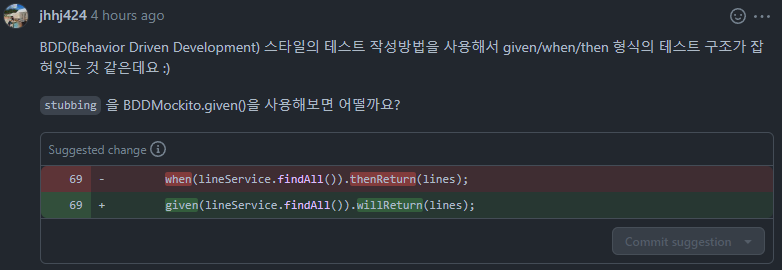 jhhj424 4 hours ago
BDD(Behavior Driven Development) 스타일의 테스트 작성방법을 사용해서 given/when/then 형식의 테스트 구조가 잡
혀있는 것 같은데요 :)
stubbing 을 BDDMockito.given()을 사용해보면 어떨까요?
Suggested change
69 - when(lineService.findAll()).thenReturn(lines);
69 + given(lineService.findAll()).willReturn(lines);
Commit suggestion